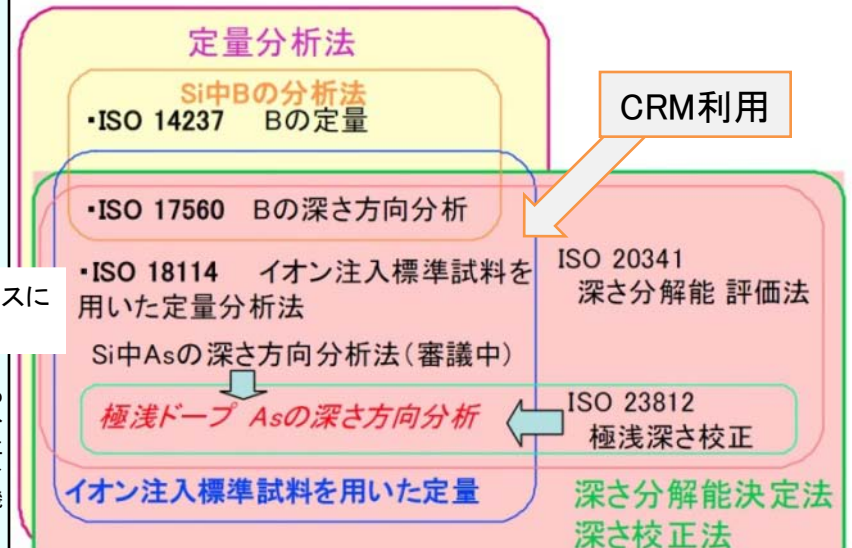 定量分析法
Si中Bの分析法
・ISO 14237 Bの定量
CRM利用
・ISO 17560 Bの深さ方向分析
・ISO 18114 イオン注入標準試料を
用いた定量分析法
ISO 20341
深さ分解能 評価法
スに
Si中Asの深さ方向分析法(審議中)
極浅ドープ Asの深さ方向分析
ISO 23812
極浅深さ校正
イオン注入標準試料を用いた定量
深さ分解能決定法
深さ校正法